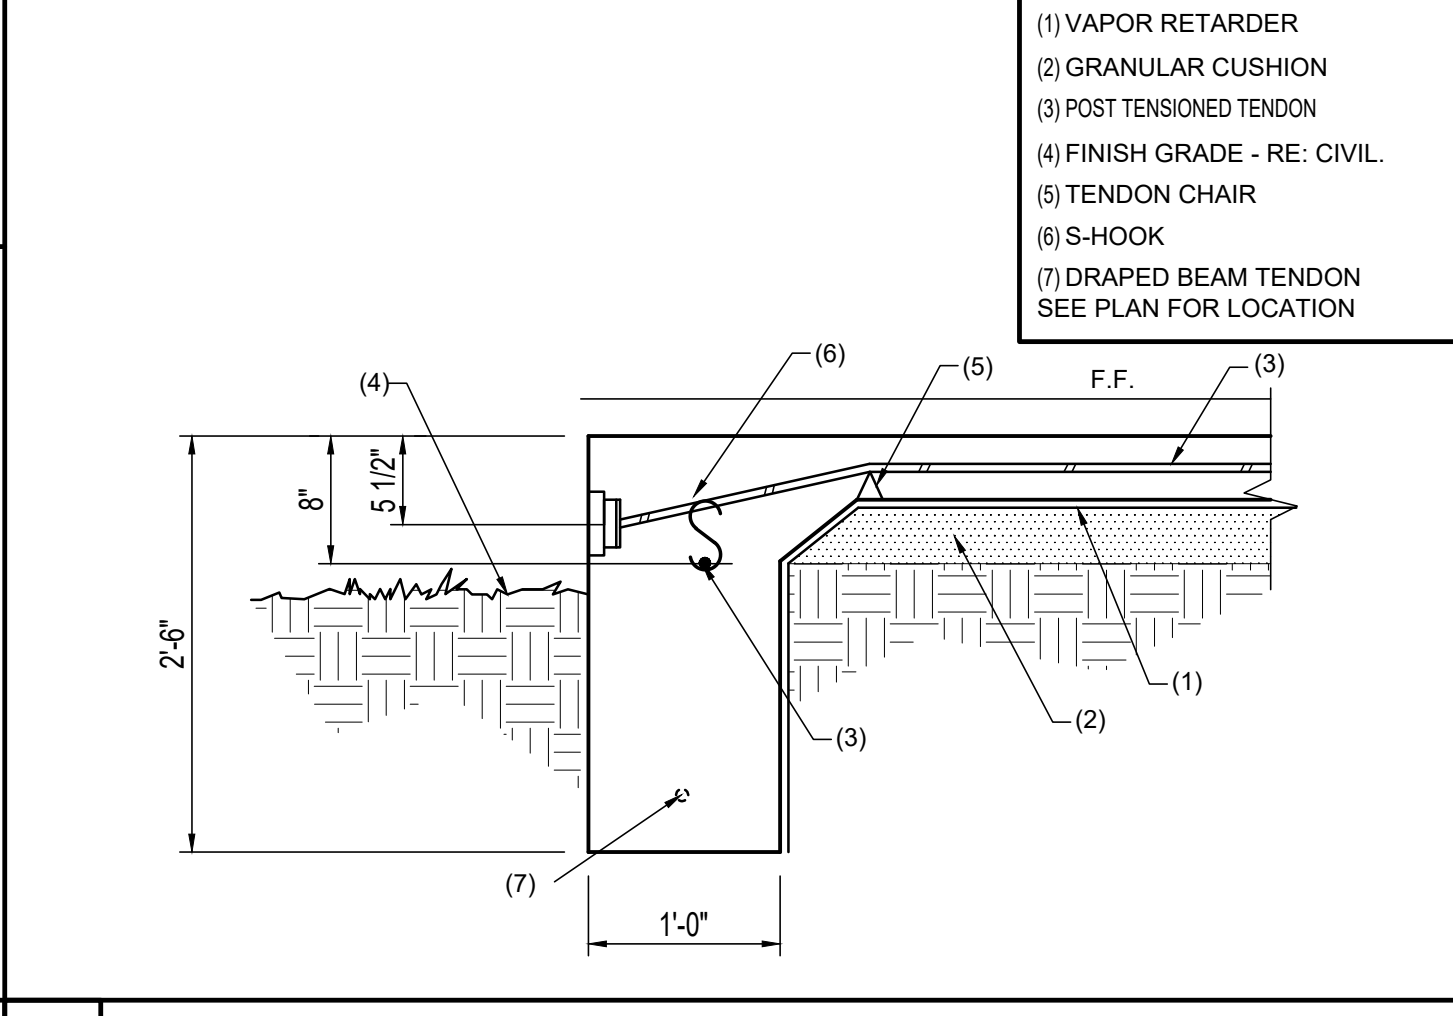 (1) VAPOR RETARDER
(2) GRANULAR CUSHION
(3) POST TENSIONED TENDON
(4) FINISH GRADE - RE: CIVIL.
(5) TENDON CHAIR
(6) S-HOOK
(7) DRAPED BEAM TENDON
SEE PLAN FOR LOCATION
(6)
(5)
(3)
F.F.
(4)
5 1/2"
8"
2'-6"
(1)
(2)
(3)
(7)
1'-0"